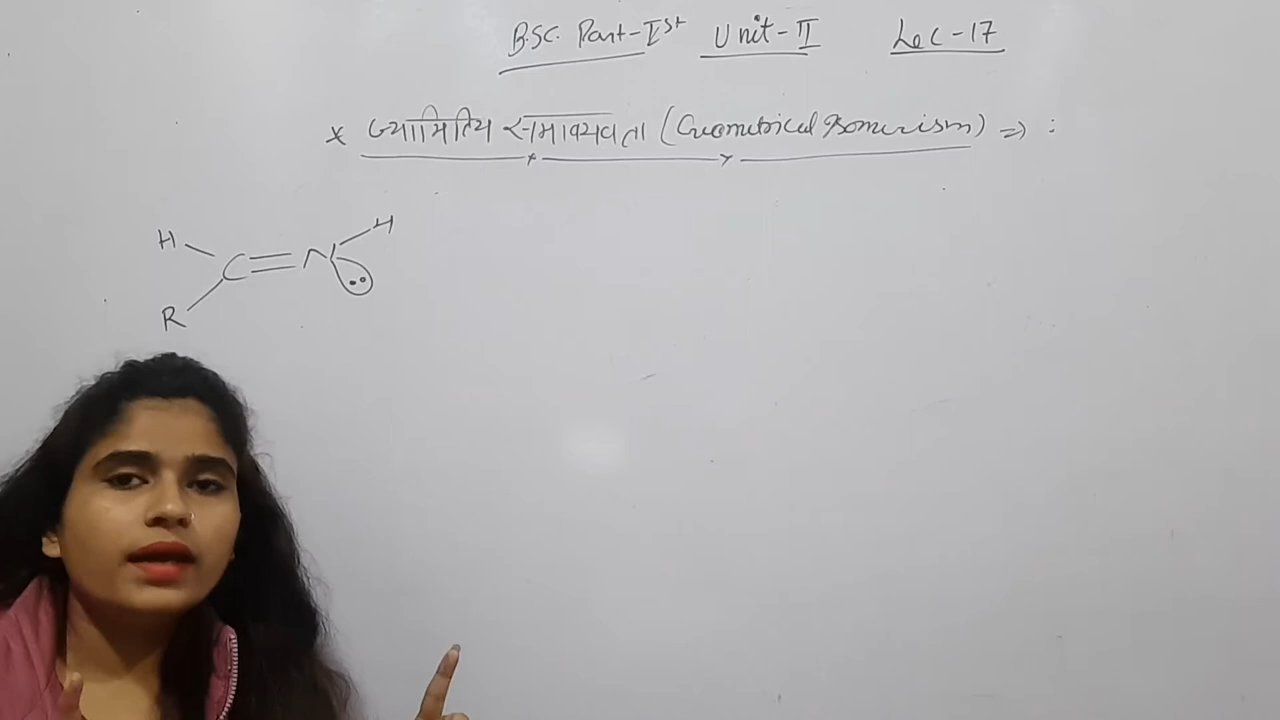 B.SC. Part-Ist Unit-II Lec-17
* ज्यामितिय समावयवता (Geometrical Isomerism) => :
H H
C=N
R